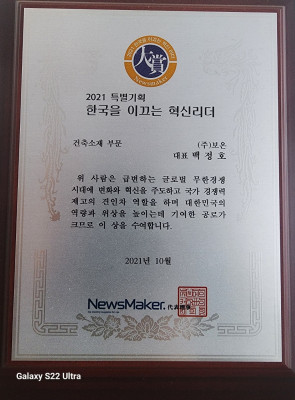 人賞
Newsmaker
2021 특별기획
한국을 이끄는 혁신리더
건축소재 부문
(주)보온
대표 백 정 호
위 사람은 급변하는 글로벌 무한경쟁
시대에 변화와 혁신을 주도하고 국가 경쟁력
제고의 견인차 역할을 하며 대한민국의
역량과 위상을 높이는데 기여한 공로가
크므로 이 상을 수여합니다.
2021년 10월
NewsMaker.
Galaxy S22 Ultra